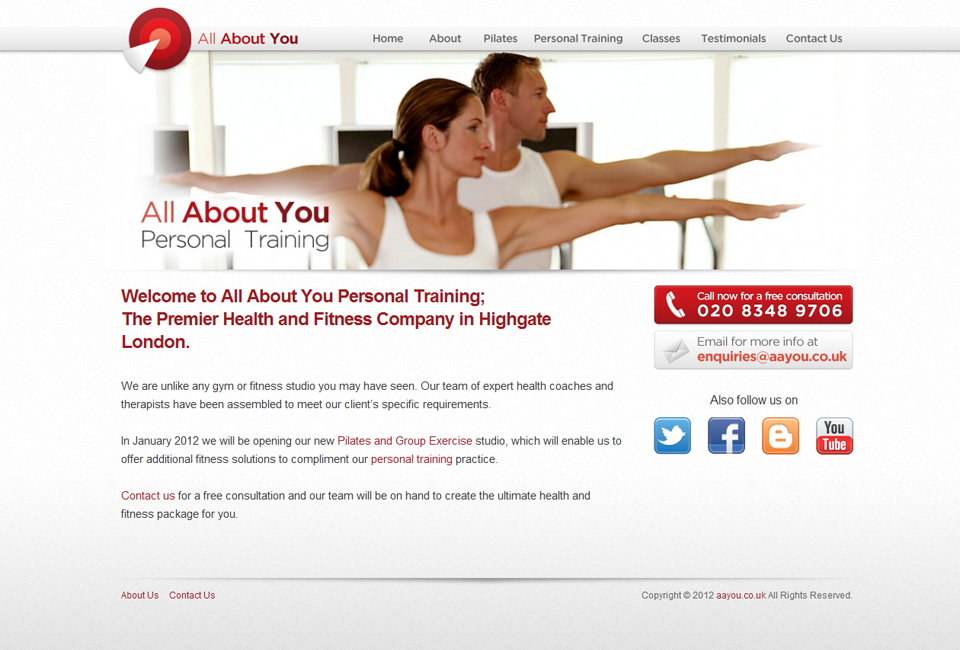 All About You
Home About Pilates Personal Training Classes Testimonials Contact Us
All About You
Personal Training
Welcome to All About You Personal Training;
The Premier Health and Fitness Company in Highgate
London.
We are unlike any gym or fitness studio you may have seen. Our team of expert health coaches and
therapists have been assembled to meet our client's specific requirements.
In January 2012 we will be opening our new Pilates and Group Exercise studio, which will enable us to
offer additional fitness solutions to compliment our personal training practice.
Contact us for a free consultation and our team will be on hand to create the ultimate health and
fitness package for you.
Call now for a free consultation
020 8348 9706
Email for more info at
enquiries@aayou.co.uk
Also follow us on
You
Tube
About Us Contact Us
Copyright © 2012 aayou.co.uk All Rights Reserved.